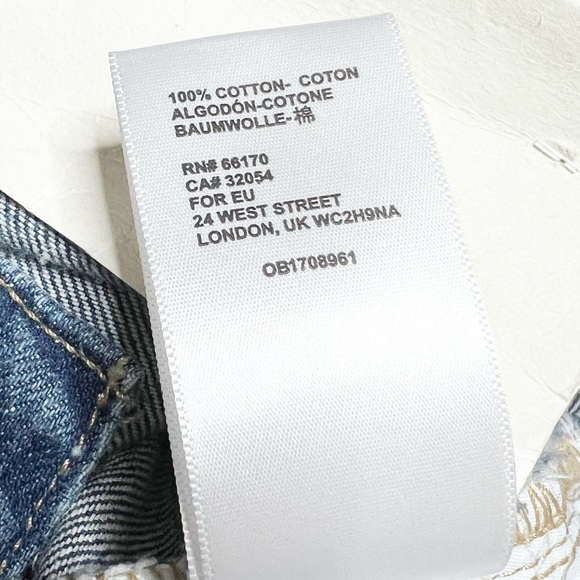 100% COTTON- COTON
ALGODÓN-COTONE
BAUMWOLLE-棉
RN# 66170
CA# 32054
FOR EU
24 WEST STREET
LONDON, UK WC2H9NA
OB1708961